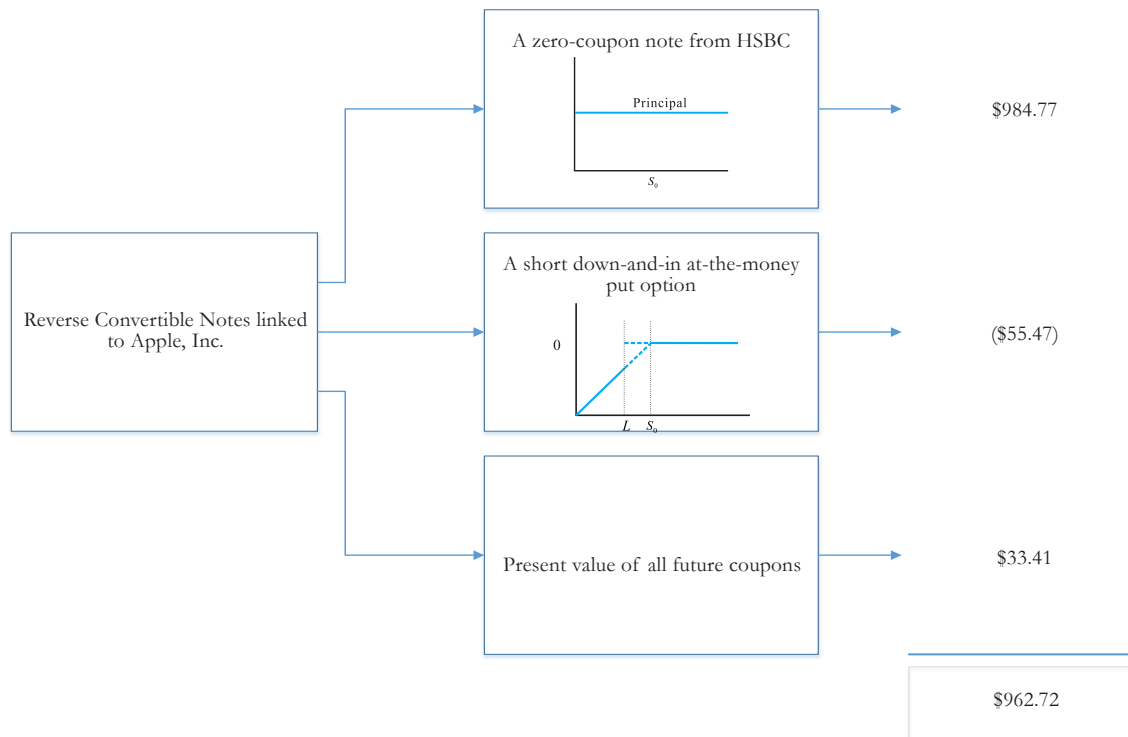 A zero-coupon note from HSBC
Principal
S₀
$984.77
Reverse Convertible Notes linked
to Apple, Inc.
A short down-and-in at-the-money
put option
0
L S₀
($55.47)
Present value of all future coupons
$33.41
$962.72